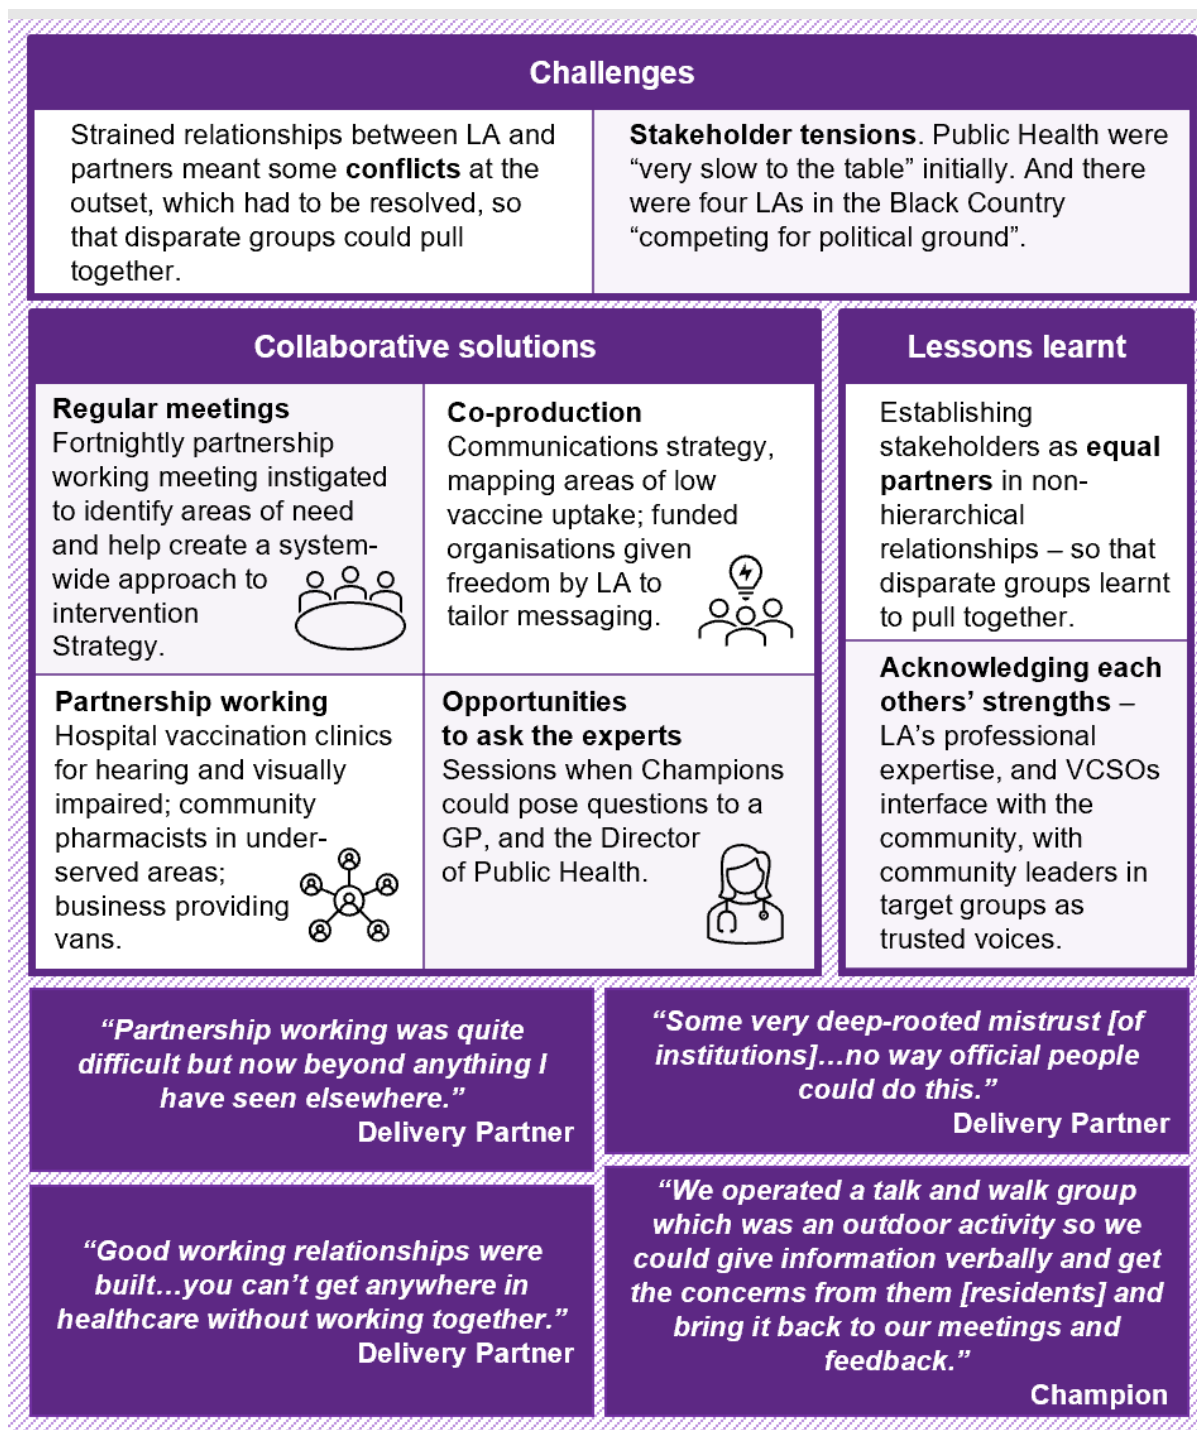 Challenges
Strained relationships between LA and
partners meant some conflicts at the
outset, which had to be resolved, so
that disparate groups could pull
together.
Stakeholder tensions. Public Health were
“very slow to the table” initially. And there
were four LAs in the Black Country
“competing for political ground”.
Collaborative solutions
Regular meetings
Fortnightly partnership
working meeting instigated
to identify areas of need
and help create a system-
wide approach to
intervention
Strategy.
Co-production
Communications strategy,
mapping areas of low
vaccine uptake; funded
organisations given
freedom by LA to
tailor messaging.
Partnership working
Hospital vaccination clinics
for hearing and visually
impaired; community
pharmacists in under-
served areas;
business providing
vans.
Opportunities
to ask the experts
Sessions when Champions
could pose questions to a
GP, and the Director
of Public Health.
Lessons learnt
Establishing
stakeholders as equal
partners in non-
hierarchical
relationships – so that
disparate groups learnt
to pull together.
Acknowledging each
others’ strengths –
LA’s professional
expertise, and VCSOs
interface with the
community, with
community leaders in
target groups as
trusted voices.
“Partnership working was quite
difficult but now beyond anything I
have seen elsewhere.”
Delivery Partner
“Some very deep-rooted mistrust [of
institutions]…no way official people
could do this.”
Delivery Partner
“Good working relationships were
built…you can’t get anywhere in
healthcare without working together.”
Delivery Partner
“We operated a talk and walk group
which was an outdoor activity so we
could give information verbally and get
the concerns from them [residents] and
bring it back to our meetings and
feedback.”
Champion